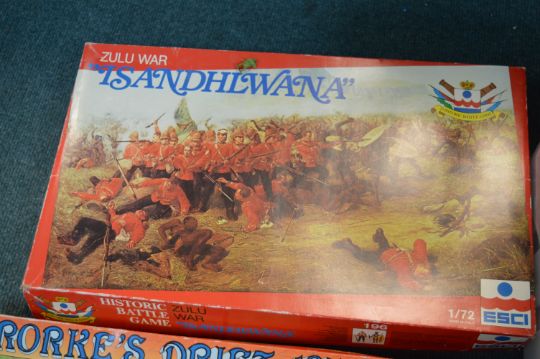 ZULU WAR
"ISANDHLWANA"
1/72
ESCI
HISTORIC
BATTLE
GAME
ZULU
WAR
"ISANDHLWANA"
196
RORKE'S DRIFT